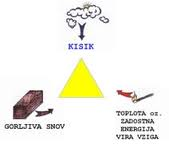 KISIK
GORLJIVA SNOV
TOPLOTA oz.
ZADOSTNA
ENERGIJA
VIRA VŽIGA